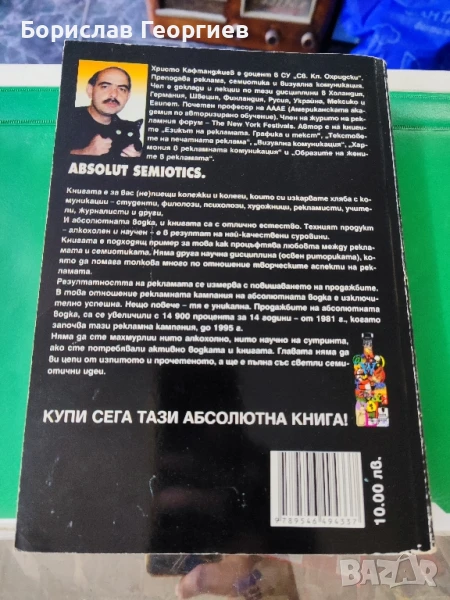 Борислав Георгиев
Христо Кафтанджиев е доцент в СУ „Св. Кл. Охридски".
Преподава реклама, семиотика и визуална комуникация.
Чел е доклади и лекции по тези дисциплини в Холандия,
Германия, Швеция, Финландия, Русия, Украйна, Мексико и
Египет. Почетен професор на АААЕ (Американската ака-
демия по авторизирано обучение). Член на журито на рек-
ламния форум – The New York Festivals. Автор е на книги-
те „Езикът на рекламата. Графики и текст", „Текстове-
те на печатната реклама", „Визуална комуникация", „Хар-
мония в рекламната комуникация" и „Образите на жени-
те в рекламата".
ABSOLUT SEMIOTICS.
Книгата е за вас (не)пиещи колежки и колеги, които си изкарвате хляба с ко-
муникации – студенти, филолози, психолози, художници, рекламисти, учите-
ли, журналисти и други.
И абсолютната водка, и книгата са с отлично естество. Техният продукт
– алкохолен и научен – е в резултат на най-качествени суровини.
Книгата е подходящ пример за това как процъфтява любовта между рекла-
мата и семиотиката. Няма друга научна дисциплина (освен риториката), коя-
то да помага толкова много по отношение творческите аспекти на рек-
ламата.
Резултатността на рекламата се измерва с повишаването на продажбите.
В това отношение рекламната кампания на абсолютната водка е изключи-
телно успешна. Нещо повече – тя е уникална. Продажбите на абсолютната
водка, са се увеличили с 14 900 процента за 14 години – от 1981 г., когато
започва тази рекламна кампания, до 1995 г.
Няма да сте махмурлии нито алкохолно, нито научно на сутринта,
ако сте потребявали активно водката и книгата. Главата няма да
ви цепи от изпитото и прочетеното, а ще е пълна със светли семи-
отични идеи.
КУПИ СЕГА ТАЗИ АБСОЛЮТНА КНИГА!
10.00 лв.
9789546494337
BAZAR